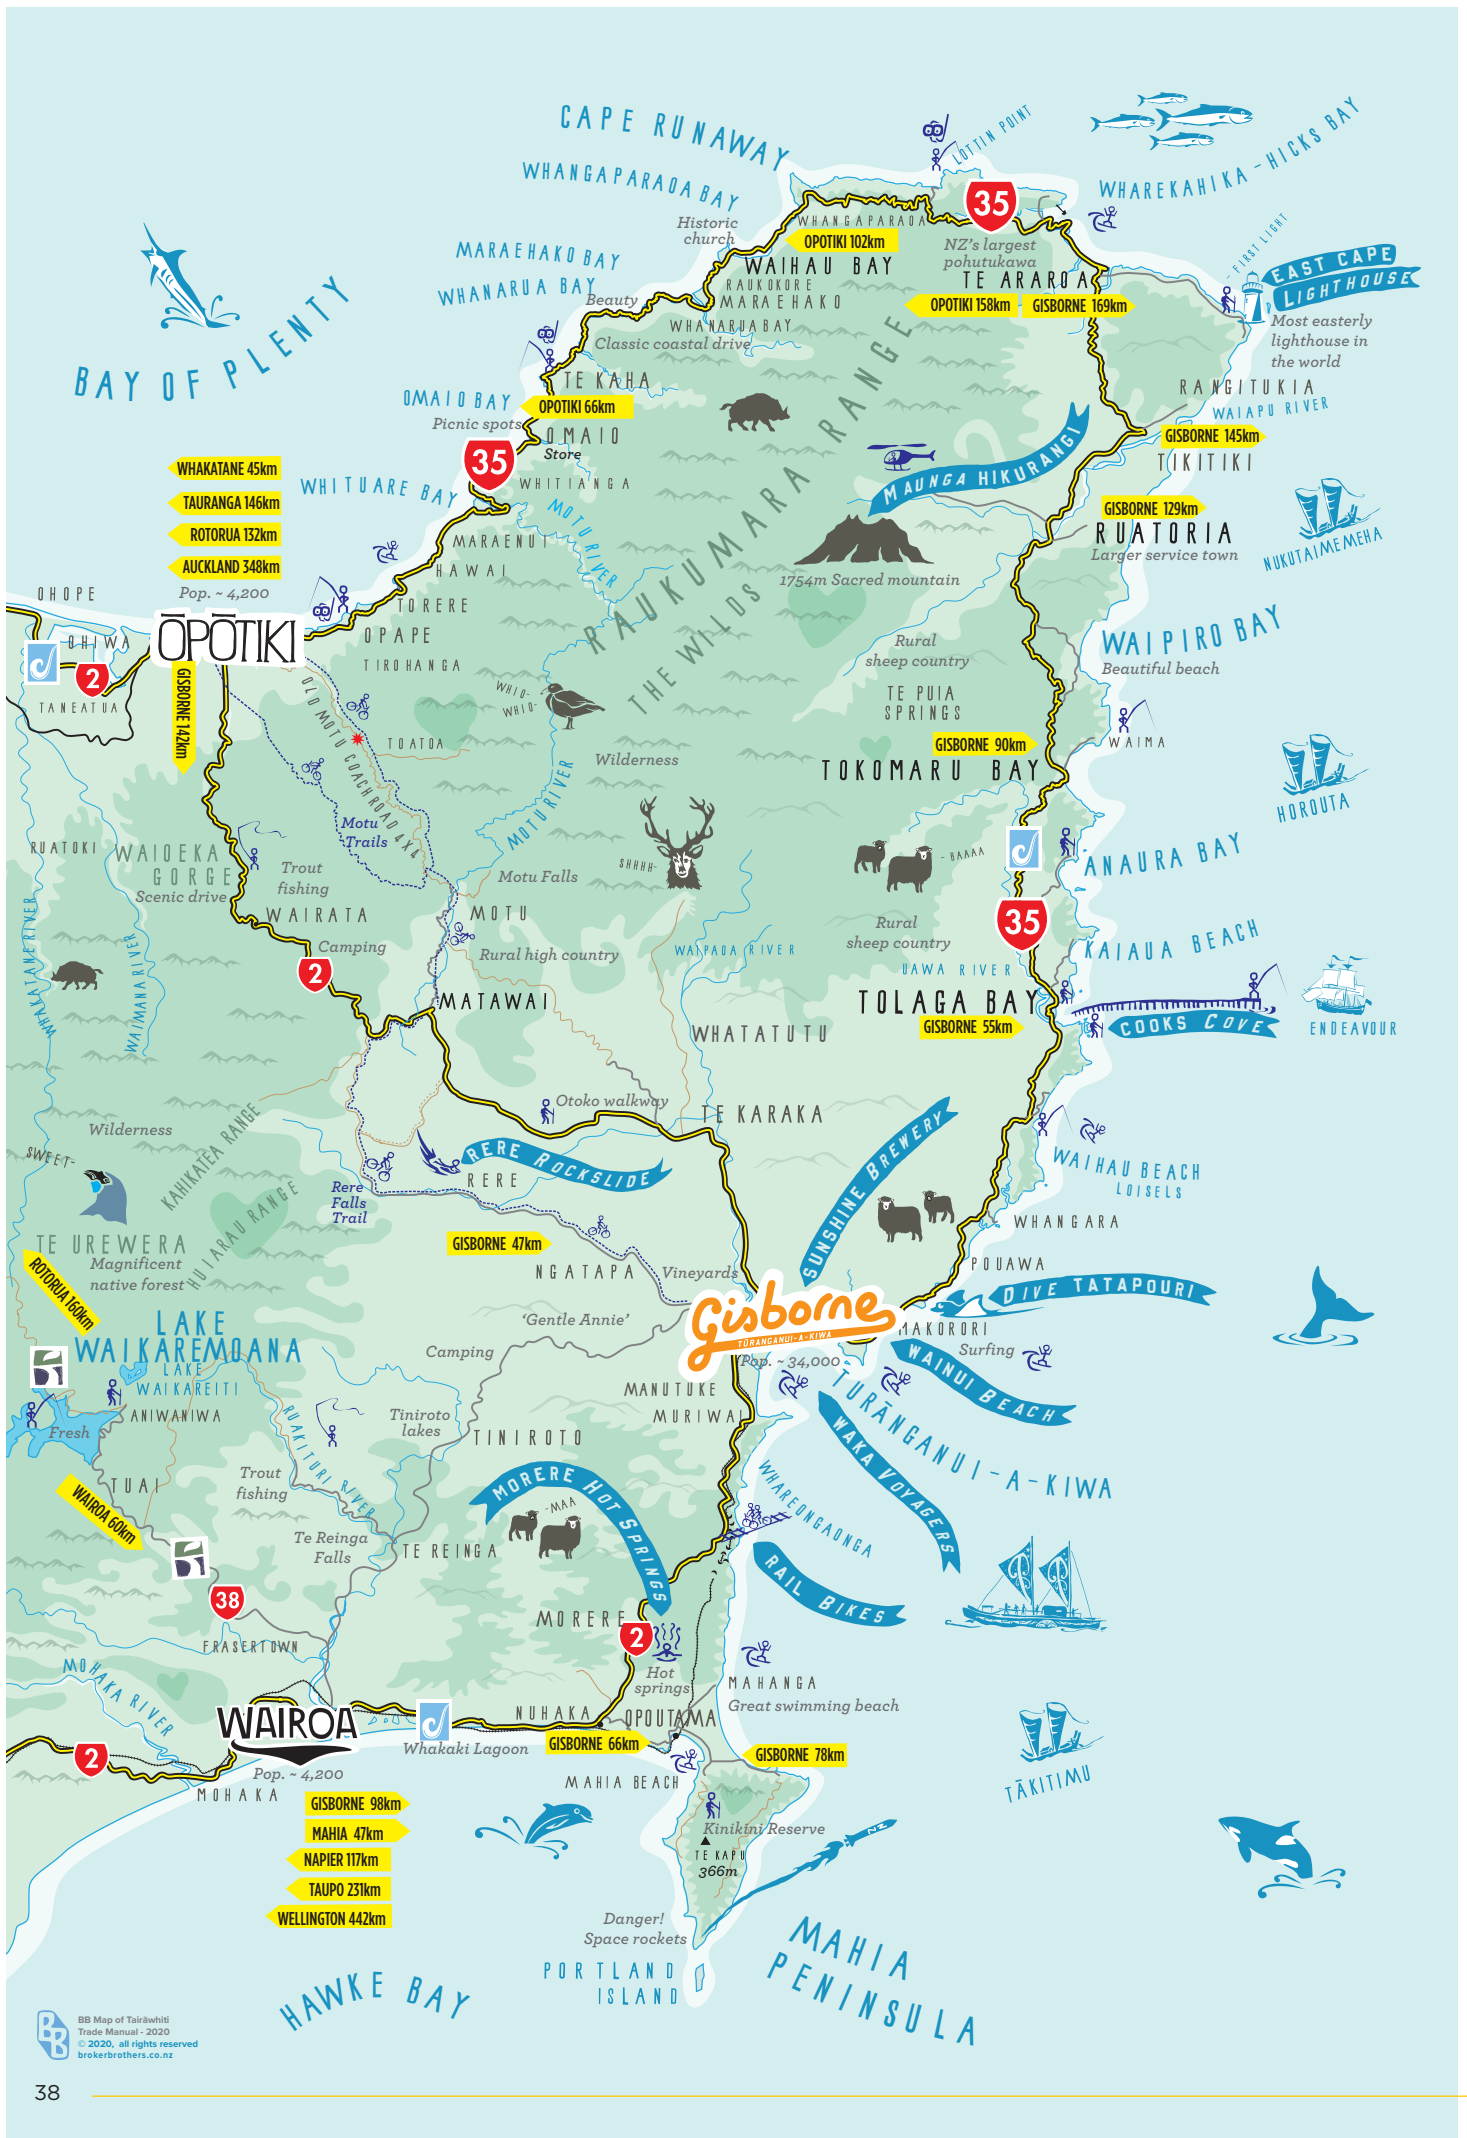 CAPE RUNAWAY
LOTTIN POINT
WHAREKAHIKA - HICKS BAY
WHANGAPARAOA BAY
35
WHANGAPARAOA
Historic
church
OPOTIKI 102km
NZ's largest
pohutukawa
- FIRST LIGHT
EAST CAPE
LIGHTHOUSE
MARAEHAKO BAY
WAIHAU BAY
TE ARAROA
RAUKOKORE
WHANARUA BAY
Beauty
MARAEHAKO
OPOTIKI 158km
GISBORNE 169km
Most easterly
lighthouse in
the world
WHANARUA BAY
Classic coastal drive
BAY OF PLENTY
TE KAHA
RANGITUKIA
OMAIO BAY
OPOTIKI 66km
WAIAPU RIVER
Picnic spots
OMAIO
Store
GISBORNE 145km
TIKITIKI
MAUNGA HIKURANGI
35
WHAKATANE 45km
TAURANGA 146km
ROTORUA 132km
AUCKLAND 348km
Pop. ~ 4,200
WHITUARE BAY
WHITIANGA
MOTU RIVER
RAUKUMARA RANGE
THE WILDS
GISBORNE 129km
RUATORIA
Larger service town
NUKUTAIMEMEHA
MARAENUI
HAWAI
1754m Sacred mountain
OHOPE
TORERE
OPAPE
ŌPŌTIKI
OHIWA
2
TANEATUA
TIROHANGA
GISBORNE 142km
OLD MOTU COACH ROAD 4X4
WHIO-
WHIO-
Rural
sheep country
WAIPIRO BAY
Beautiful beach
TE PUIA
SPRINGS
TOATOA
Wilderness
GISBORNE 90km
WAIMA
TOKOMARU BAY
MOTU RIVER
HOROUTA
Motu
Trails
RUATOKI
WAIOEKA
GORGE
Scenic drive
Trout
fishing
SHHHH-
- BAAAA
ANAURA BAY
Motu Falls
WAIRATA
MOTU
35
Rural
sheep country
WHAKATANE RIVER
WAIMANA RIVER
Camping
2
Rural high country
WAIPAOA RIVER
KAIAUA BEACH
UAWA RIVER
MATAWAI
TOLAGA BAY
GISBORNE 55km
COOKS COVE
ENDEAVOUR
WHATATUTU
Otoko walkway
TE KARAKA
Wilderness
SWEET-
KAHIKATEA RANGE
HUIARAU RANGE
RERE ROCKSLIDE
RERE
Rere
Falls
Trail
SUNSHINE BREWERY
WAIHAU BEACH
LOISELS
WHANGARA
TE UREWERA
Magnificent
native forest
ROTORUA 160km
GISBORNE 47km
NGATAPA
Vineyards
POUAWA
DIVE TATAPOURI
Gisborne
TŪRANGANUI-A-KIWA
Pop. ~ 34,000
MAKORORI
Surfing
'Gentle Annie'
LAKE
WAIKAREMOANA
LAKE
WAIKAREITI
Camping
WAINUI BEACH
ANIWANIWA
Fresh
MANUTUKE
MURIWAI
TŪRĀNGANUI-A-KIWA
WAKA VOYAGERS
Tiniroto
lakes
TINIROTO
RUAKITURI RIVER
TUAI
Trout
fishing
WAIROA 60km
MORERE HOT SPRINGS
-MAA
WHAREONGAONGA
Te Reinga
Falls
TE REINGA
RAIL BIKES
38
MORERE
2
FRASERTOWN
MOHAKA RIVER
Hot
springs
MAHANGA
Great swimming beach
WAIROA
NUHAKA
OPOUTAMA
2
Whakaki Lagoon
GISBORNE 66km
GISBORNE 78km
Pop. ~ 4,200
MOHAKA
MAHIA BEACH
TĀKITIMU
GISBORNE 98km
MAHIA 47km
NAPIER 117km
TAUPO 231km
WELLINGTON 442km
Kinikini Reserve
TE KAPU
366m
NZ
Danger!
Space rockets
MAHIA
PENINSULA
PORTLAND
ISLAND
HAWKE BAY
BB
BB Map of Tairāwhiti
Trade Manual - 2020
© 2020, all rights reserved
brokerbrothers.co.nz
38